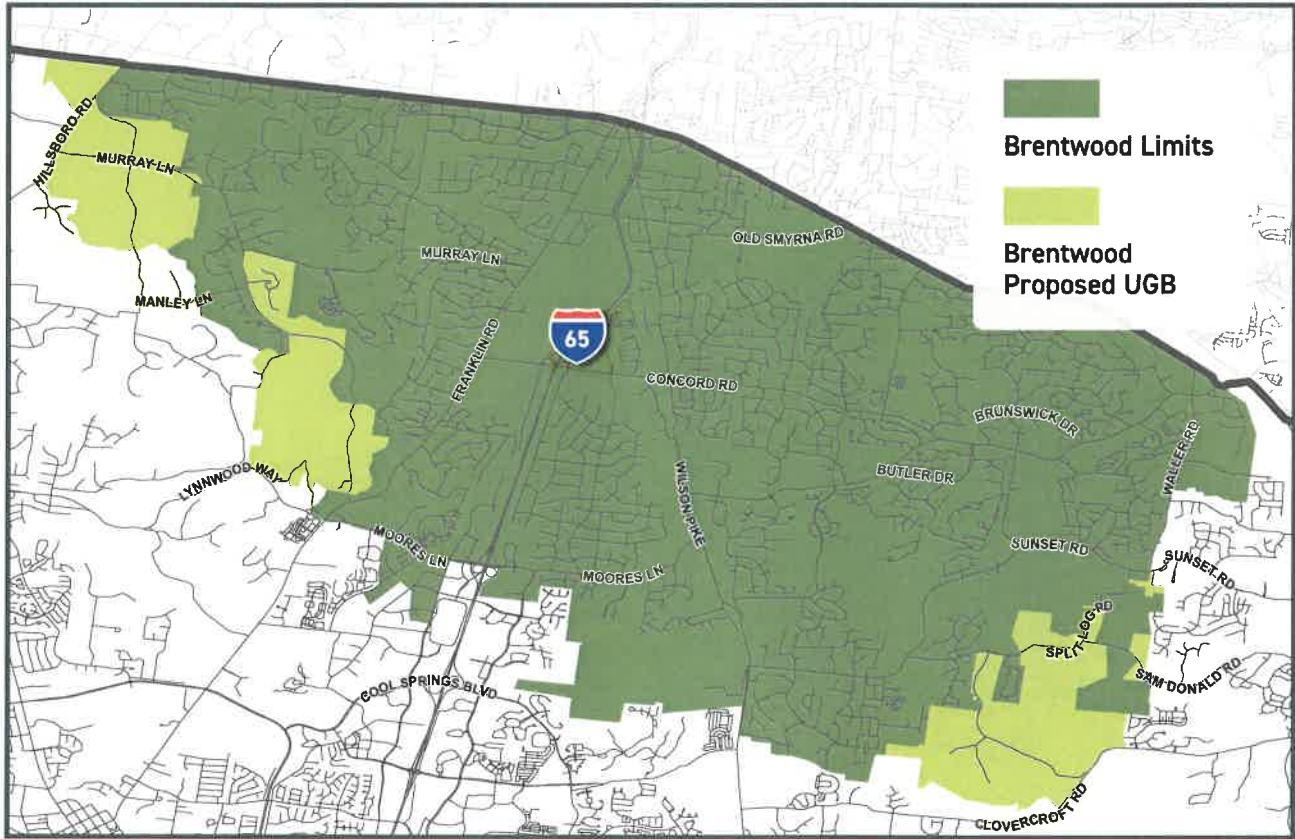 Brentwood Limits
Brentwood
Proposed UGB
HILLSBORO RD
MURRAY LN
OLD SMYRNA RD
MURRAY LN
MANLEY LN
65
FRANKLIN RD
CONCORD RD
BRUNSWICK DR
WALLER RD
LYNNWOOD WAY
BUTLER DR
WILSON PIKE
MOORES LN
SUNSET RD
MOORES LN
SUNSET RD
SPLIT LOG RD
SAM DONALD RD
COOL SPRINGS BLVD
CLOVERCROFT RD